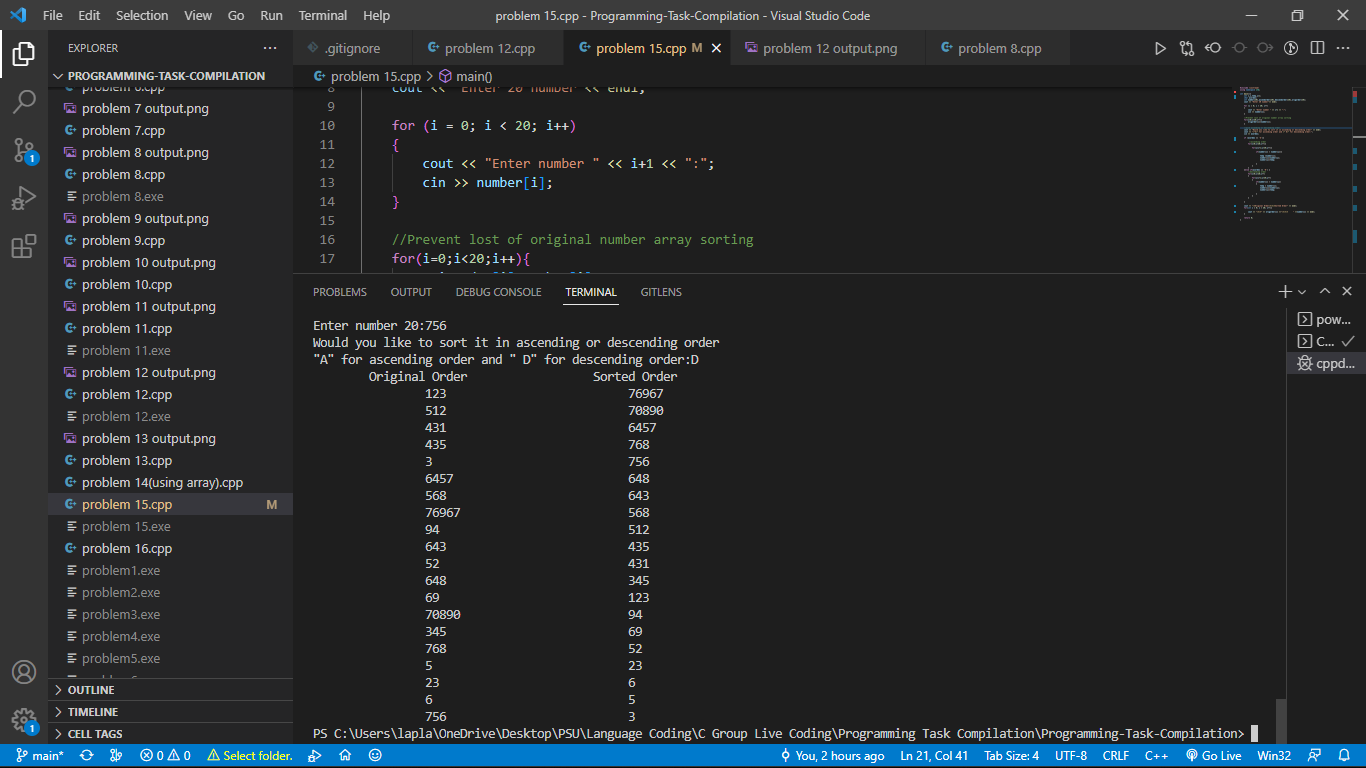 File Edit Selection View Go Run Terminal Help
problem 15.cpp - Programming-Task-Compilation - Visual Studio Code
EXPLORER
PROGRAMMING-TASK-COMPILATION
problem 6.cpp
problem 6 output.png
problem 7.cpp
problem 8 output.png
problem 8.cpp
problem 8.exe
problem 9 output.png
problem 9.cpp
problem 10 output.png
problem 10.cpp
problem 11 output.png
problem 11.cpp
problem 11.exe
problem 12 output.png
problem 12.cpp
problem 12.exe
problem 13 output.png
problem 13.cpp
problem 14(using array).cpp
problem 15.cpp M
problem 15.exe
problem 16.cpp
problem1.exe
problem2.exe
problem3.exe
problem4.exe
problem5.exe
OUTLINE
TIMELINE
CELL TAGS
1
1
.gitignore problem 12.cpp problem 15.cpp M problem 12 output.png problem 8.cpp
problem 15.cpp > main()
8 cout << "Enter 20 number" << endl;
9
10 for (i = 0; i < 20; i++)
11 {
12 cout << "Enter number " << i+1 << ":";
13 cin >> number[i];
14 }
15
16 //Prevent lost of original number array sorting
17 for(i=0;i<20;i++){
PROBLEMS OUTPUT DEBUG CONSOLE TERMINAL GITLENS
pow...
C...
cppd...
Enter number 20:756
Would you like to sort it in ascending or descending order
"A" for ascending order and " D" for descending order:D
Original Order Sorted Order
123 76967
512 70890
431 6457
435 768
3 756
6457 648
568 643
76967 568
94 512
643 435
52 431
648 345
69 123
70890 94
345 69
768 52
5 23
23 6
6 5
756 3
PS C:\Users\lapla\OneDrive\Desktop\PSU\Language Coding\C Group Live Coding\Programming Task Compilation\Programming-Task-Compilation>
main* 0 0 Select folder. You, 2 hours ago Ln 21, Col 41 Tab Size: 4 UTF-8 CRLF C++ Go Live Win32